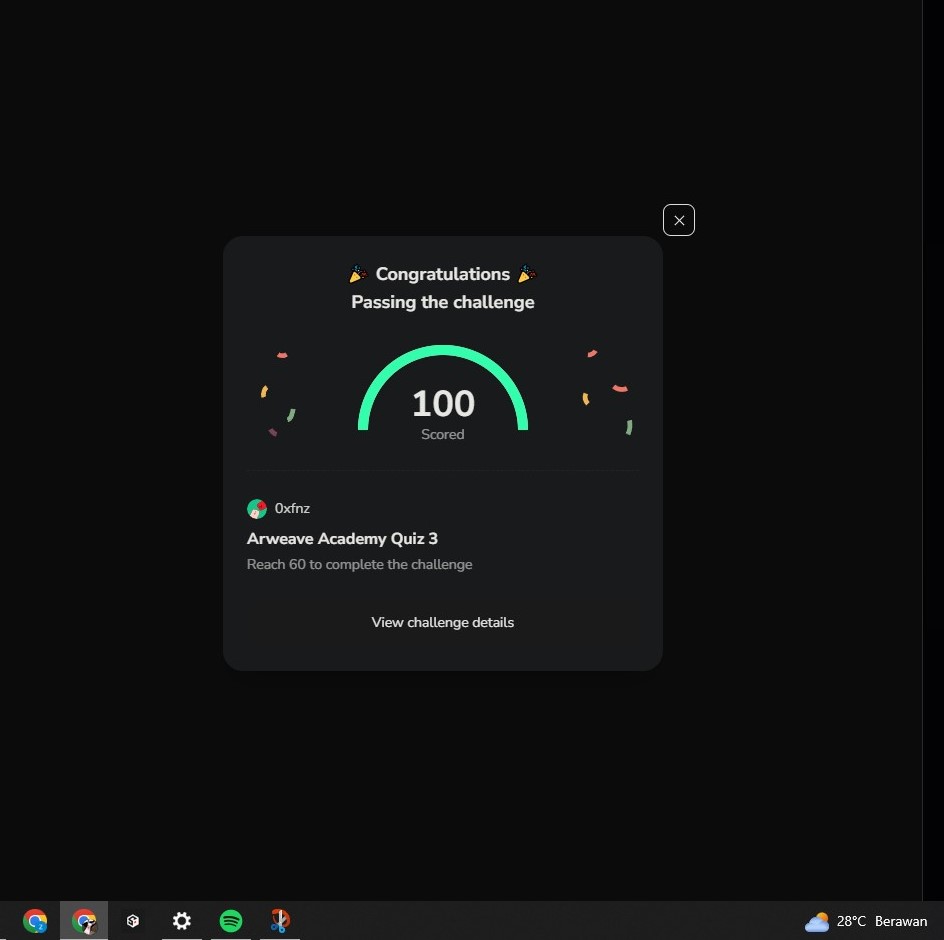 Congratulations
Passing the challenge
100
Scored
0xfnz
Arweave Academy Quiz 3
Reach 60 to complete the challenge
View challenge details
28°C Berawan